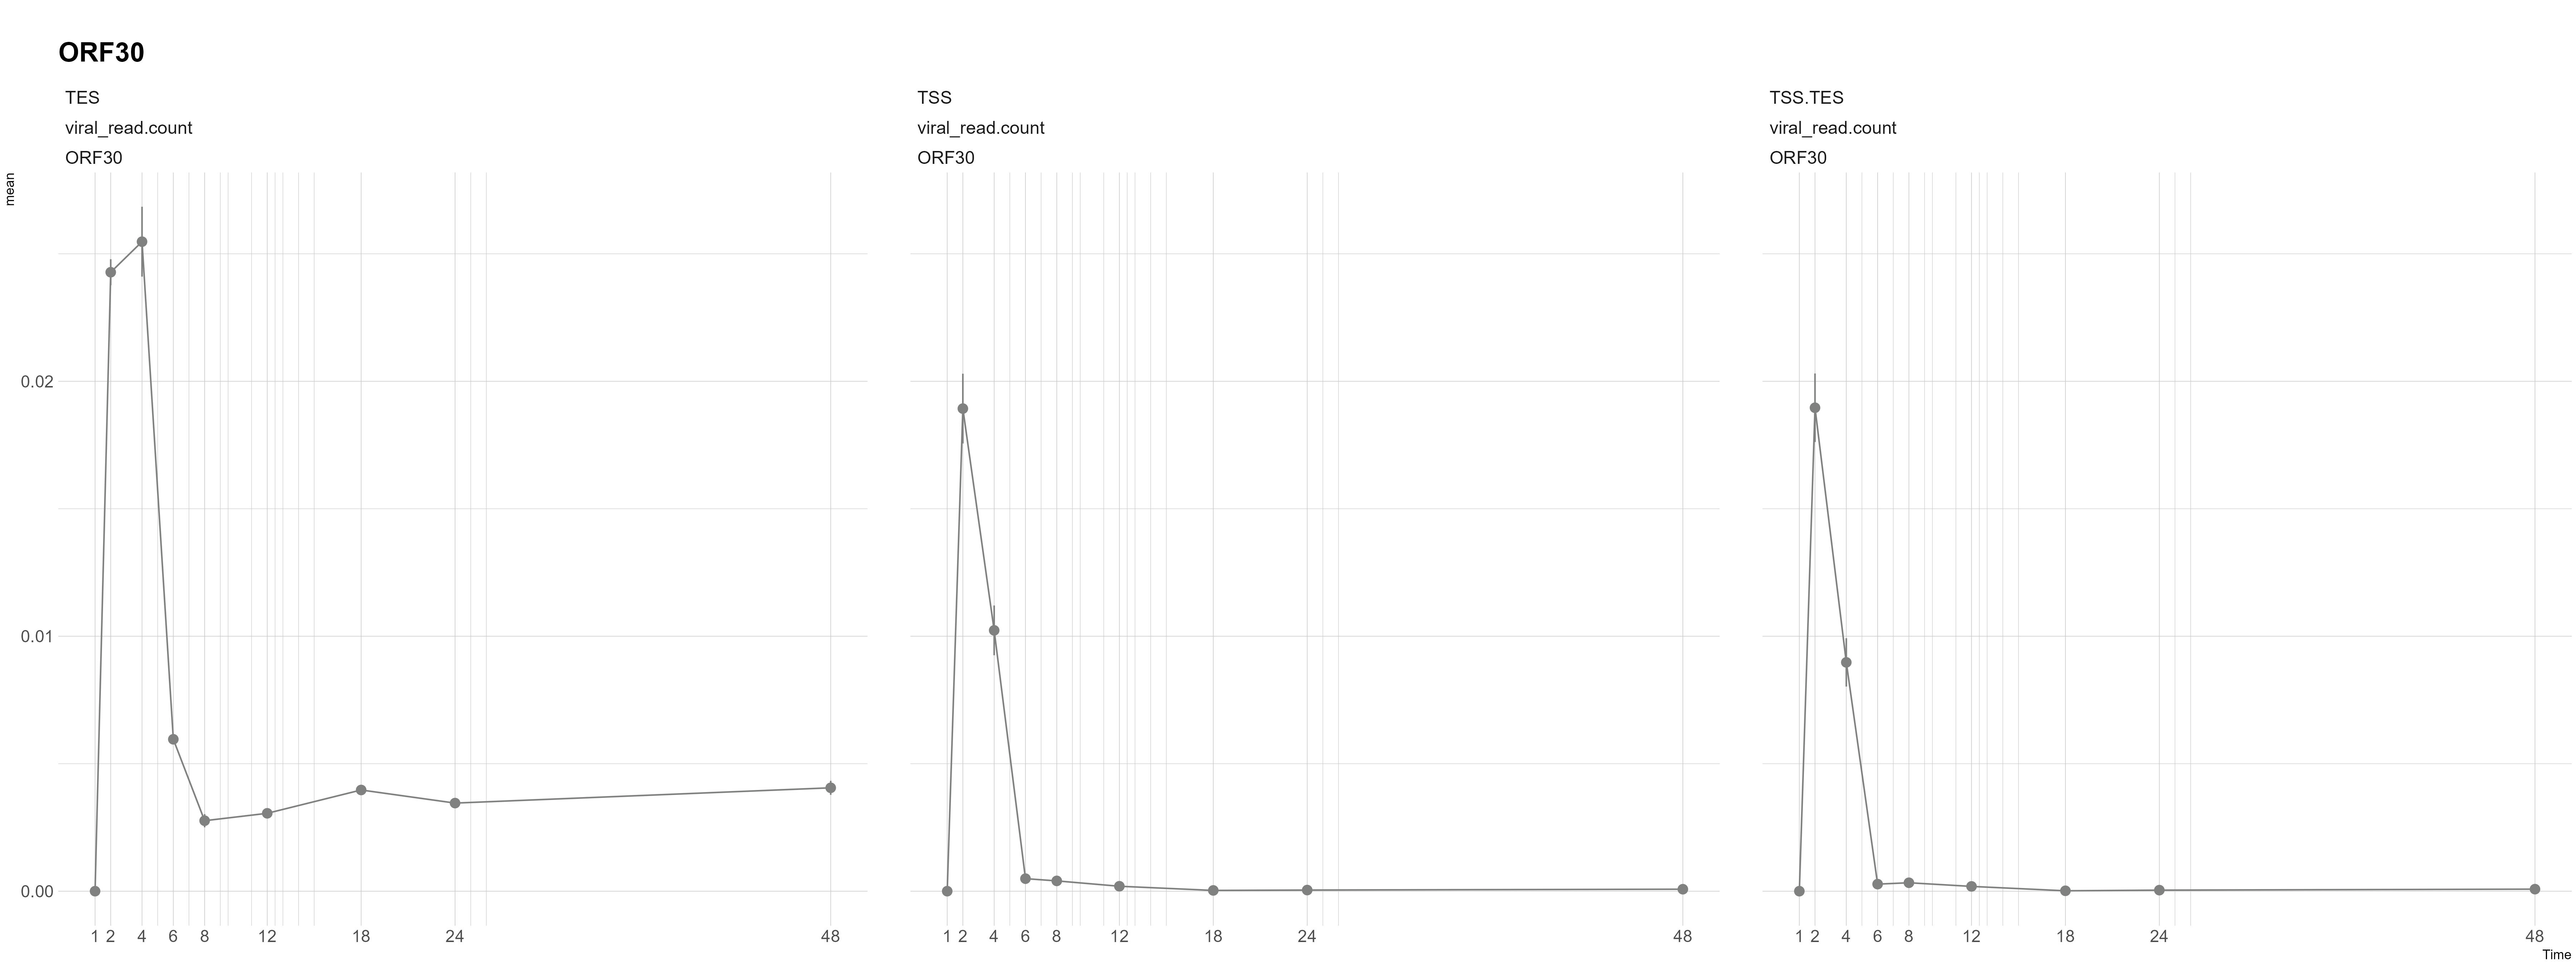 ORF30
TES
viral_read.count
ORF30
TSS
viral_read.count
ORF30
TSS.TES
viral_read.count
ORF30
mean
0.02
0.01
0.00
1 2 4 6 8 12 18 24 48
1 2 4 6 8 12 18 24 48
1 2 4 6 8 12 18 24 48
Time